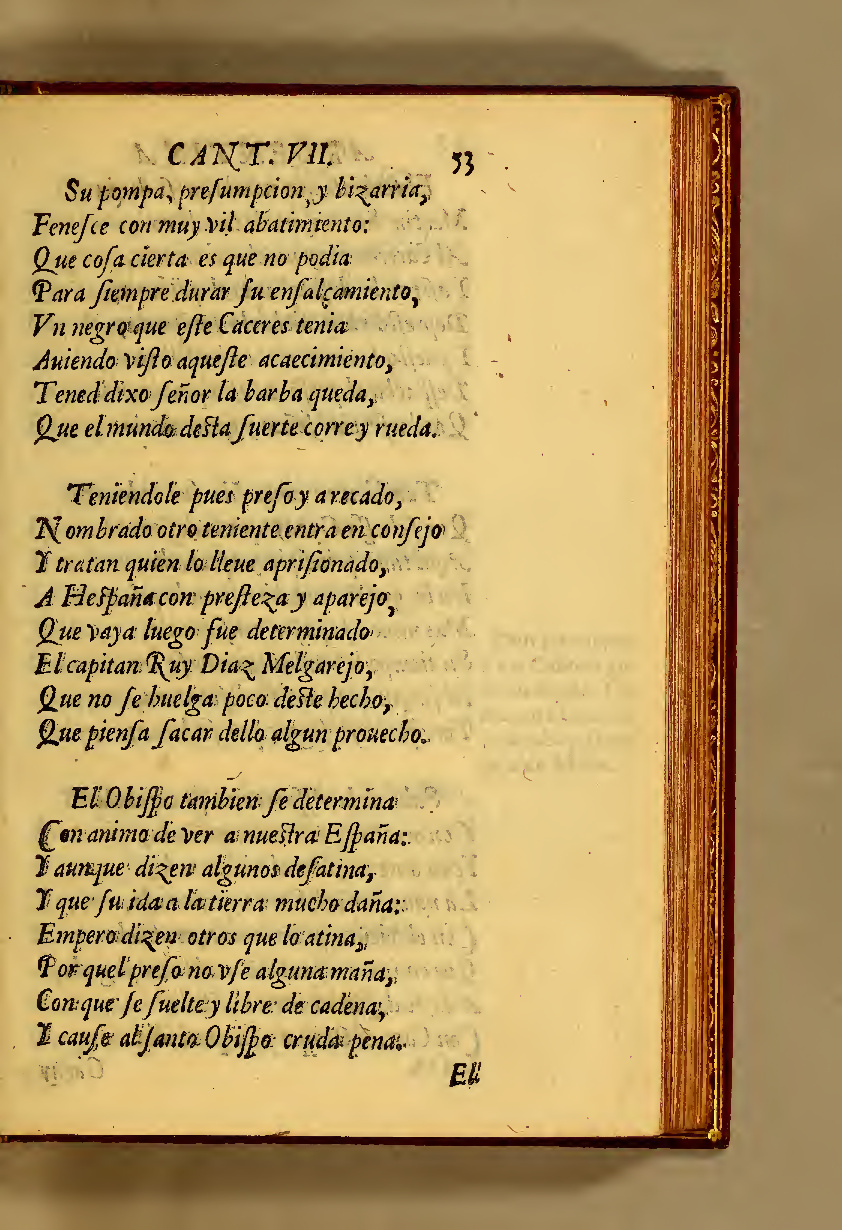 CANT. VII. 53
Su pompa, preſumpcion, y bizarria,
Feneſce con muy vil abatimiento:
Que coſa cierta es que no podia
Para ſiempre durar ſu enſalçamiento,
Vn negro que eſte Caceres tenia
Auiendo viſto aqueſte acaecimiento,
Tened dixo ſeñor la barba queda,
Que el mundo deſta ſuerte corre y rueda.
Teniendole pues preſo y a recado,
Nombrado otro teniente entra en conſejo
Y tratan quien lo lleue apriſionado,
A Heſpaña con preſteza y aparejo,
Que vaya luego fue determinado
El capitan Ruy Diaz Melgarejo,
Que no ſe huelga poco deſte hecho,
Que pienſa ſacar dello algun prouecho.
El Obiſpo tambien ſe determina
Con animo de ver a nueſtra Eſpaña:
Y aunque dizen algunos deſatina,
Y que ſu ida a la tierra mucho daña:
Empero dizen otros que lo atina,
Por quel preſo no vſe alguna maña,
Con que ſe ſuelte y libre de cadena,
Y cauſe al ſanto Obiſpo cruda pena.
El